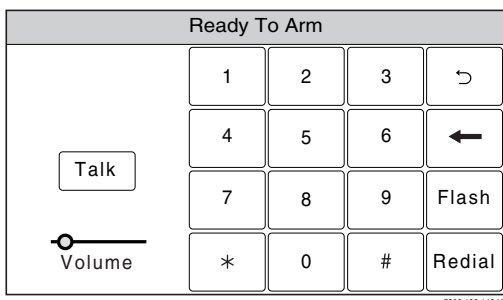 Ready To Arm
1 2 3
4 5 6
Talk
7 8 9 Flash
Volume
* 0 # Redial